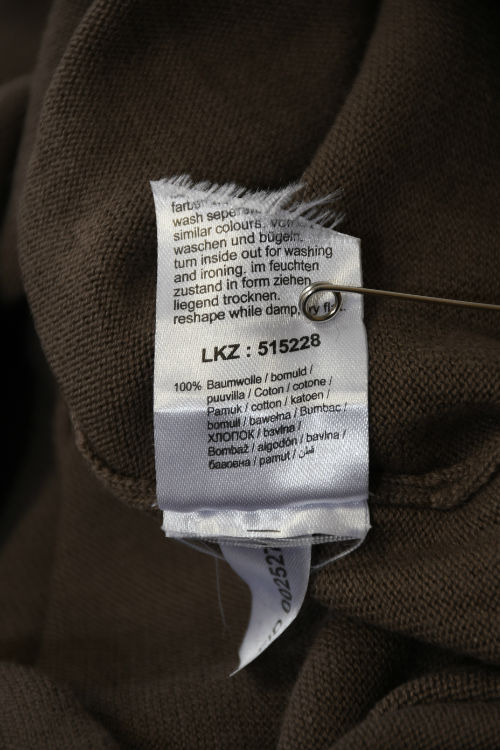 wash
similar colours.
waschen und bügeln.
turn inside out for washing
and ironing. im feuchten
zustand in form ziehen
liegend trocknen.
reshape while damp,
LKZ : 515228
100% Baumwolle / bomuld /
puuvilla / Coton / cotone /
Pamuk / cotton / katoen /
bomull / bawełna / Bumbac /
ХЛОПОК / bavlna /
Bombaž / algodón / bavlna /
бавовна / pamut / قطن